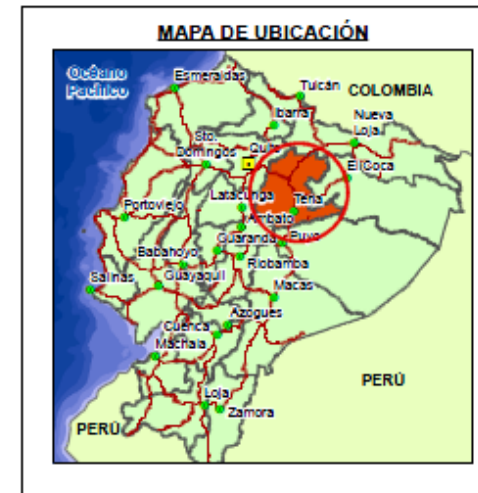 MAPA DE UBICACIÓN
Océano
Pacífico
Esmeraldas
Tulcán
COLOMBIA
Ibarra
Nueva
Loja
Sto.
Domingos
Quito
El Coca
Latacunga
Tena
Portoviejo
Ambato
Guaranda
Puyo
Babahoyo
Riobamba
Salinas
Guayaquil
Macas
Azogues
Cuenca
Machala
PERÚ
Loja
Zamora
PERÚ